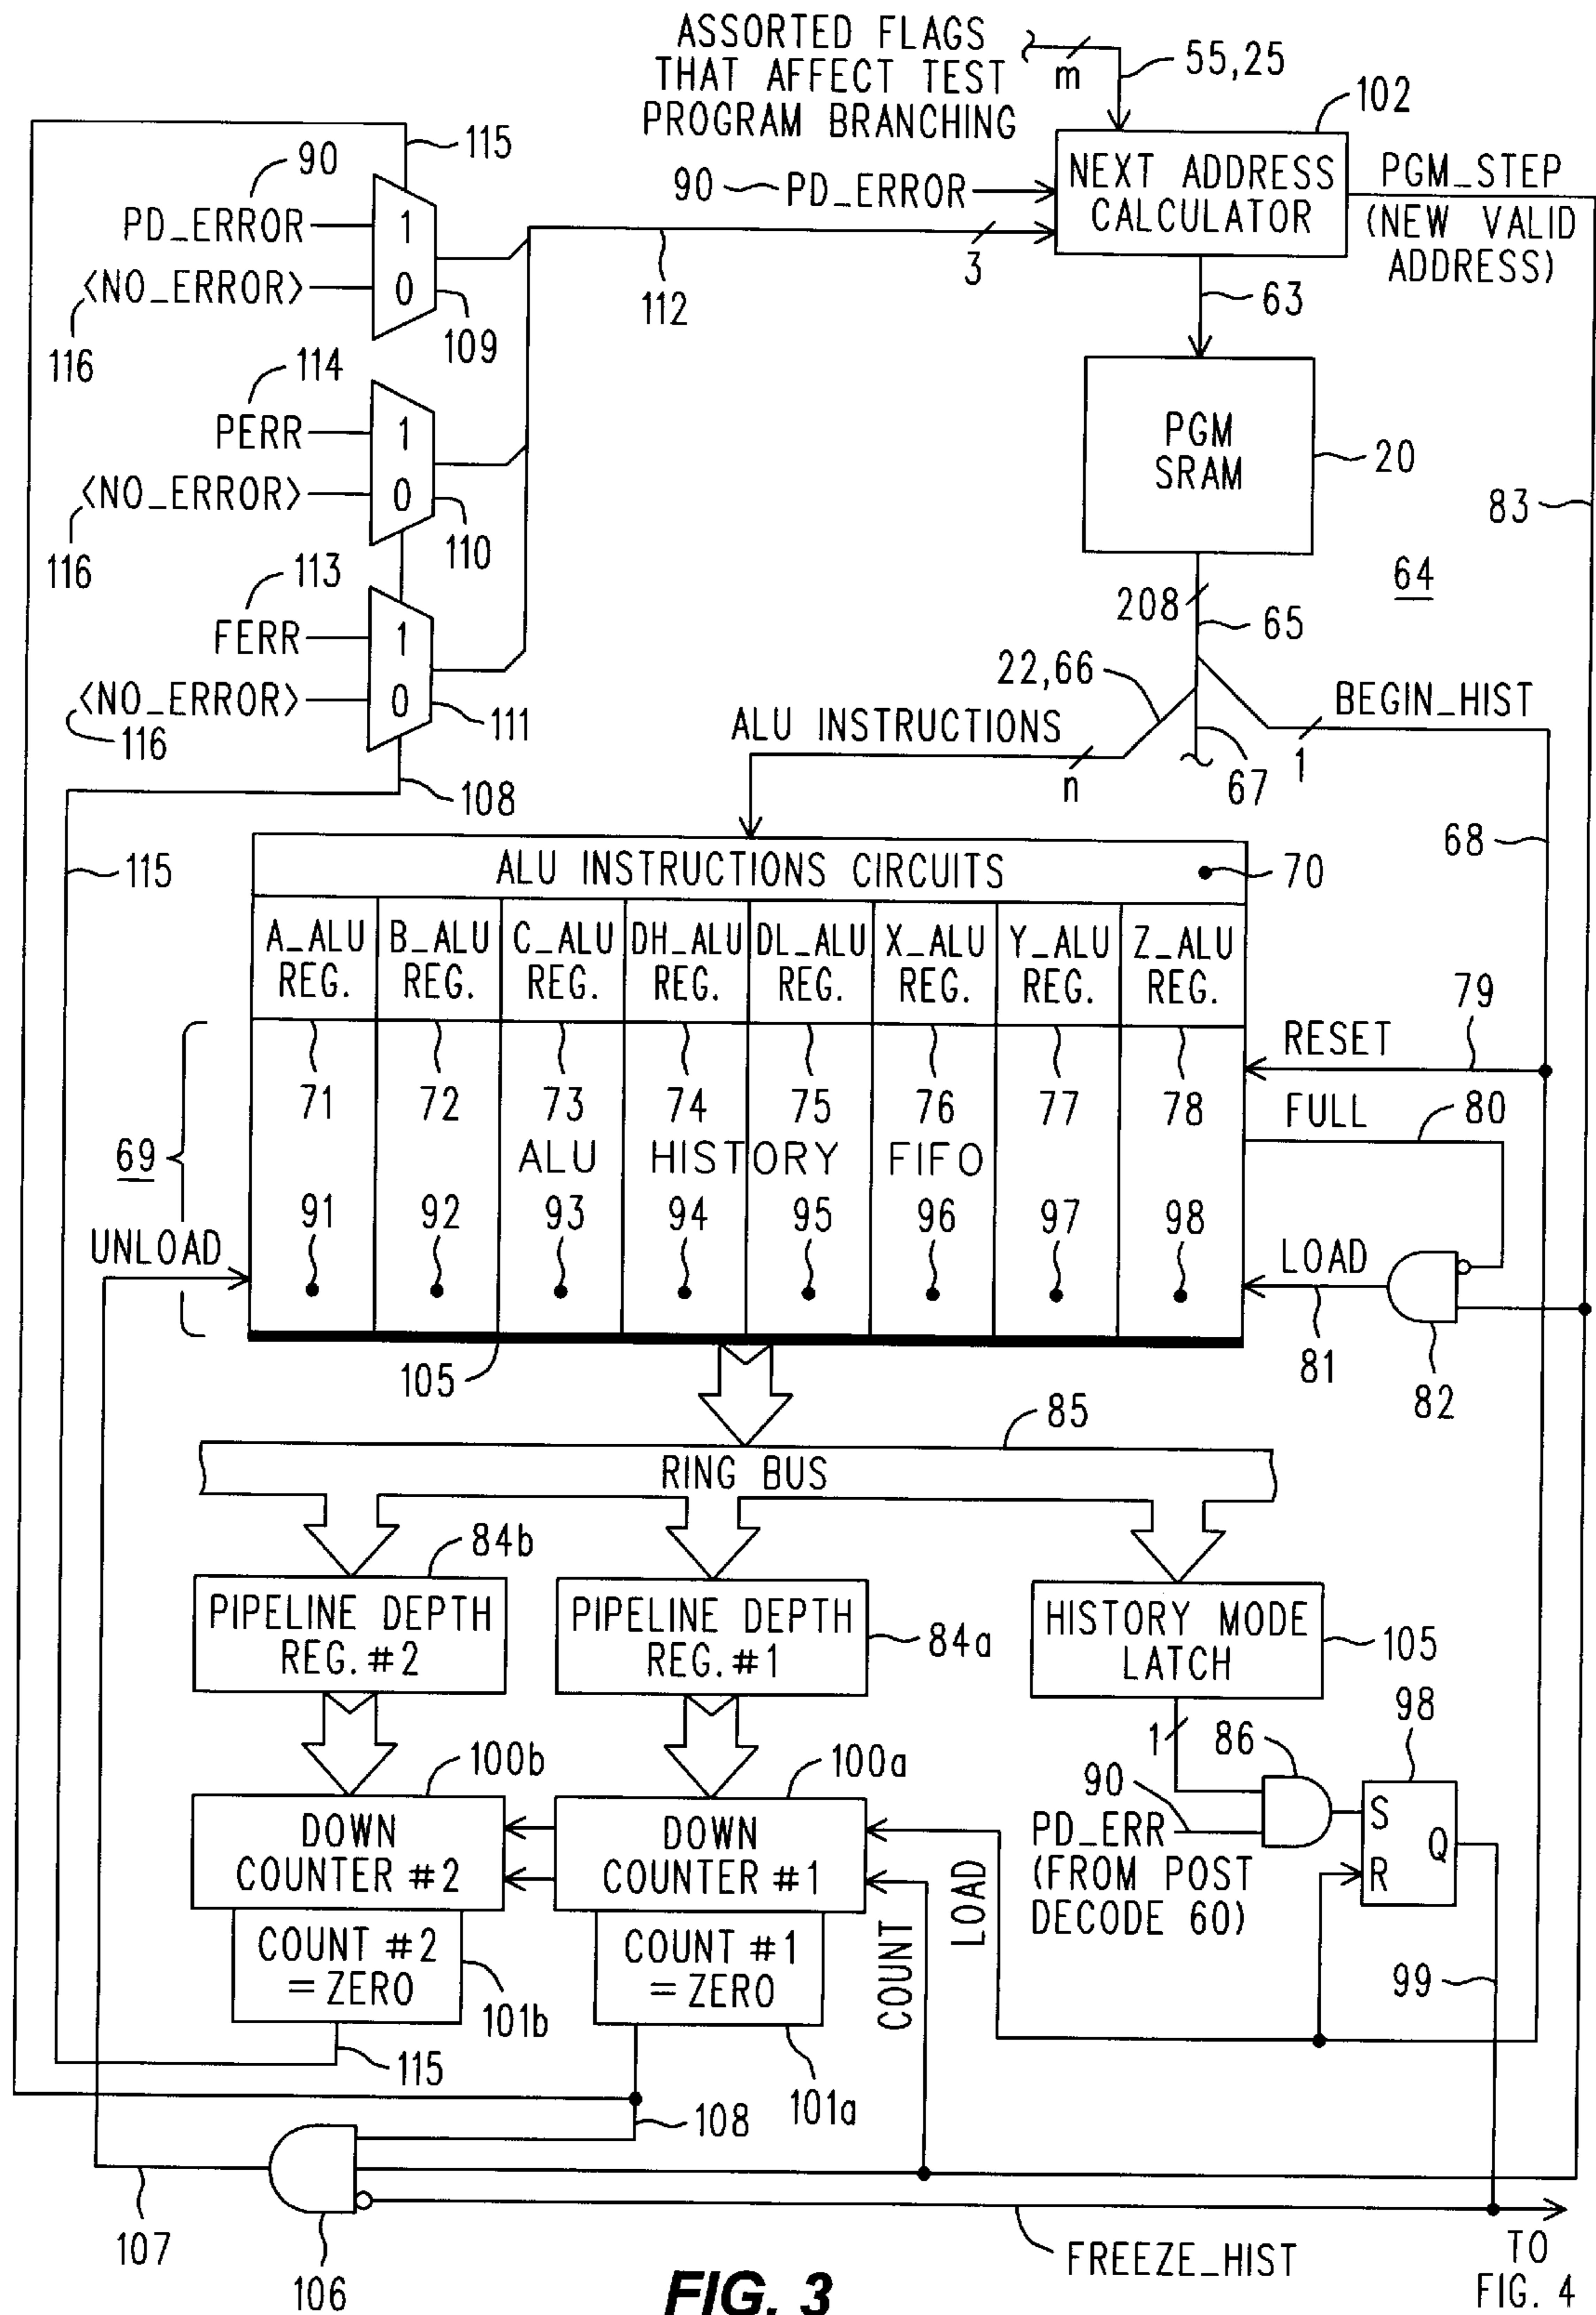 ASSORTED FLAGS
THAT AFFECT TEST
PROGRAM BRANCHING
m
55,25
102
115
90
PD_ERROR
1
<NO_ERROR>
0
116
109
90
PD_ERROR
NEXT ADDRESS
CALCULATOR
PGM_STEP
(NEW VALID
ADDRESS)
3
112
63
114
PERR
1
<NO_ERROR>
0
116
110
PGM
SRAM
20
83
113
FERR
1
<NO_ERROR>
0
116
111
64
208
65
22,66
ALU INSTRUCTIONS
n
67
BEGIN_HIST
1
108
68
115
ALU INSTRUCTIONS CIRCUITS
70
A_ALU
REG.
B_ALU
REG.
C_ALU
REG.
DH_ALU
REG.
DL_ALU
REG.
X_ALU
REG.
Y_ALU
REG.
Z_ALU
REG.
79
RESET
71 72 73 74 75 76 77 78
FULL
80
69
ALU HISTORY FIFO
91 92 93 94 95 96 97 98
UNLOAD
LOAD
81
82
105
85
RING BUS
84b
PIPELINE DEPTH
REG. #2
PIPELINE DEPTH
REG. #1
84a
HISTORY MODE
LATCH
105
1
86
98
100b
100a
90
DOWN
COUNTER #2
DOWN
COUNTER #1
PD_ERR
(FROM POST
DECODE 60)
S
Q
R
LOAD
COUNT
COUNT #2
= ZERO
COUNT #1
= ZERO
99
101b
115
101a
108
107
106
FREEZE_HIST
TO
FIG. 4
FIG. 3